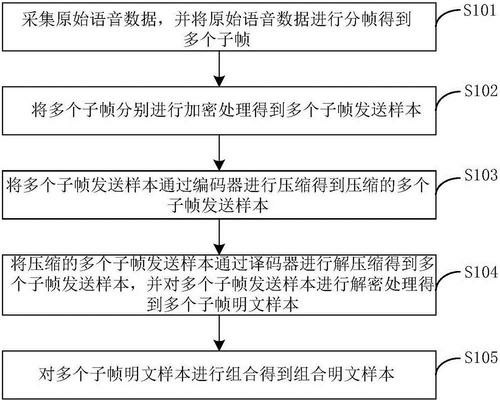 采集原始语音数据，并将原始语音数据进行分帧得到
多个子帧
S101
将多个子帧分别进行加密处理得到多个子帧发送样本
S102
将多个子帧发送样本通过编码器进行压缩得到压缩的多个
子帧发送样本
S103
将压缩的多个子帧发送样本通过译码器进行解压缩得到多
个子帧发送样本，并对多个子帧发送样本进行解密处理得
到多个子帧明文样本
S104
对多个子帧明文样本进行组合得到组合明文样本
S105